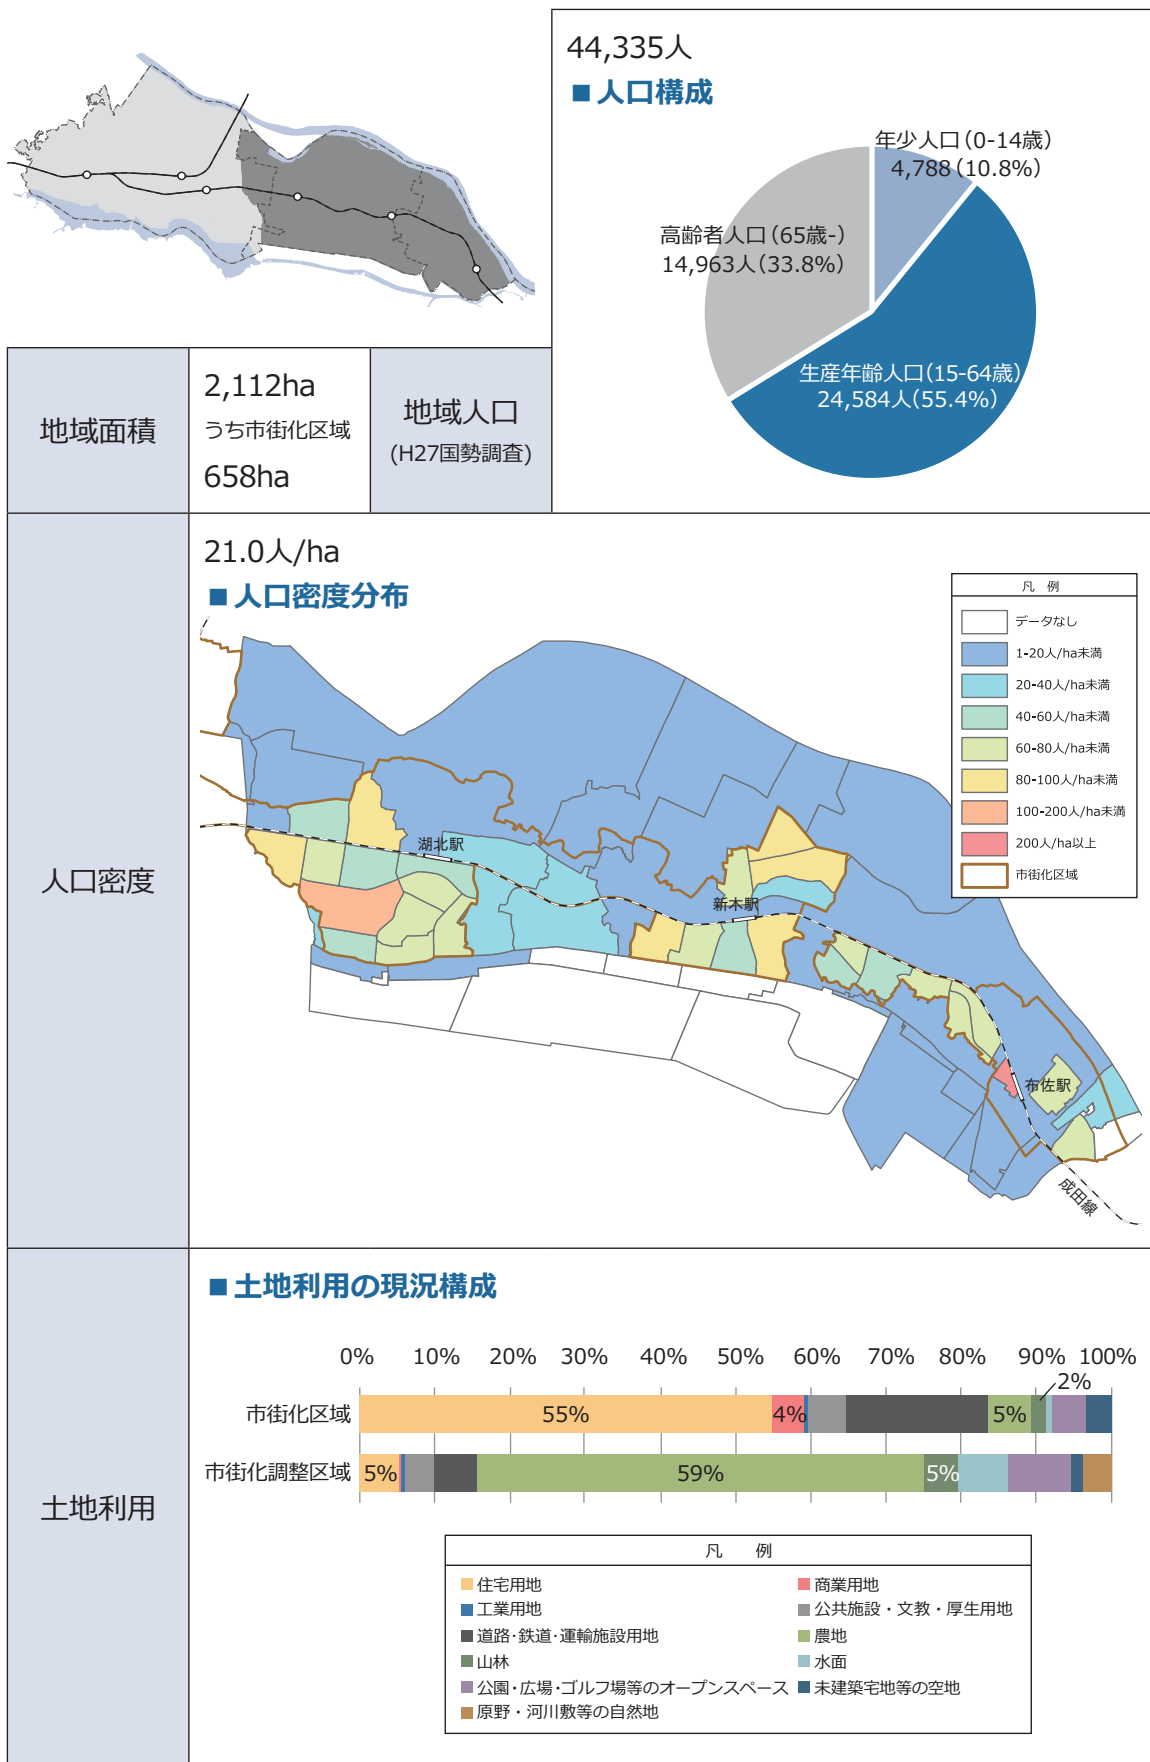 44,335人
■ 人口構成
年少人口(0-14歳)
4,788(10.8%)
高齢者人口(65歳-)
14,963人(33.8%)
生産年齢人口(15-64歳)
24,584人(55.4%)
地域面積
2,112ha
うち市街化区域
658ha
地域人口
(H27国勢調査)
人口密度
21.0人/ha
■ 人口密度分布
凡 例
データなし
1-20人/ha未満
20-40人/ha未満
40-60人/ha未満
60-80人/ha未満
80-100人/ha未満
100-200人/ha未満
200人/ha以上
市街化区域
湖北駅
新木駅
布佐駅
成田線
土地利用
■ 土地利用の現況構成
0% 10% 20% 30% 40% 50% 60% 70% 80% 90% 100%
2%
市街化区域 55% 4% 5%
市街化調整区域 5% 59% 5%
凡 例
住宅用地 商業用地
工業用地 公共施設・文教・厚生用地
道路・鉄道・運輸施設用地 農地
山林 水面
公園・広場・ゴルフ場等のオープンスペース 未建築宅地等の空地
原野・河川敷等の自然地